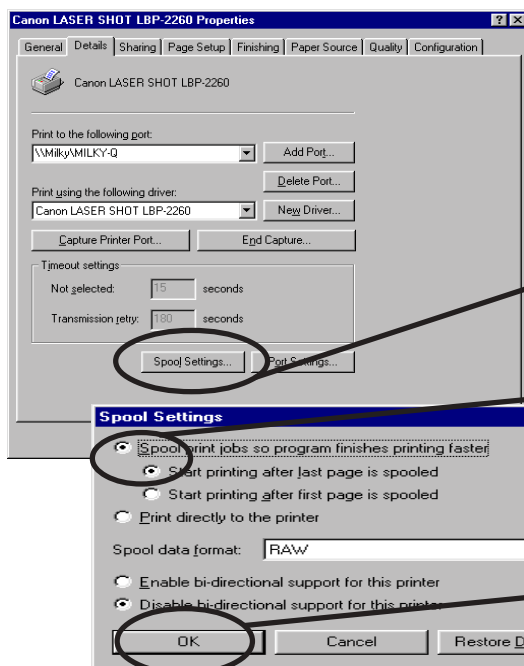 Canon LASER SHOT LBP-2260 Properties
General Details Sharing Page Setup Finishing Paper Source Quality Configuration
Canon LASER SHOT LBP-2260
Print to the following port:
\\Milky\MILKY-Q
Add Port...
Delete Port...
Print using the following driver:
Canon LASER SHOT LBP-2260
New Driver...
Capture Printer Port...
End Capture...
Timeout settings
Not selected: 15 seconds
Transmission retry: 180 seconds
Spool Settings... Port Settings...
Spool Settings
Spool print jobs so program finishes printing faster
Start printing after last page is spooled
Start printing after first page is spooled
Print directly to the printer
Spool data format: RAW
Enable bi-directional support for this printer
Disable bi-directional support for this printer
OK Cancel Restore D